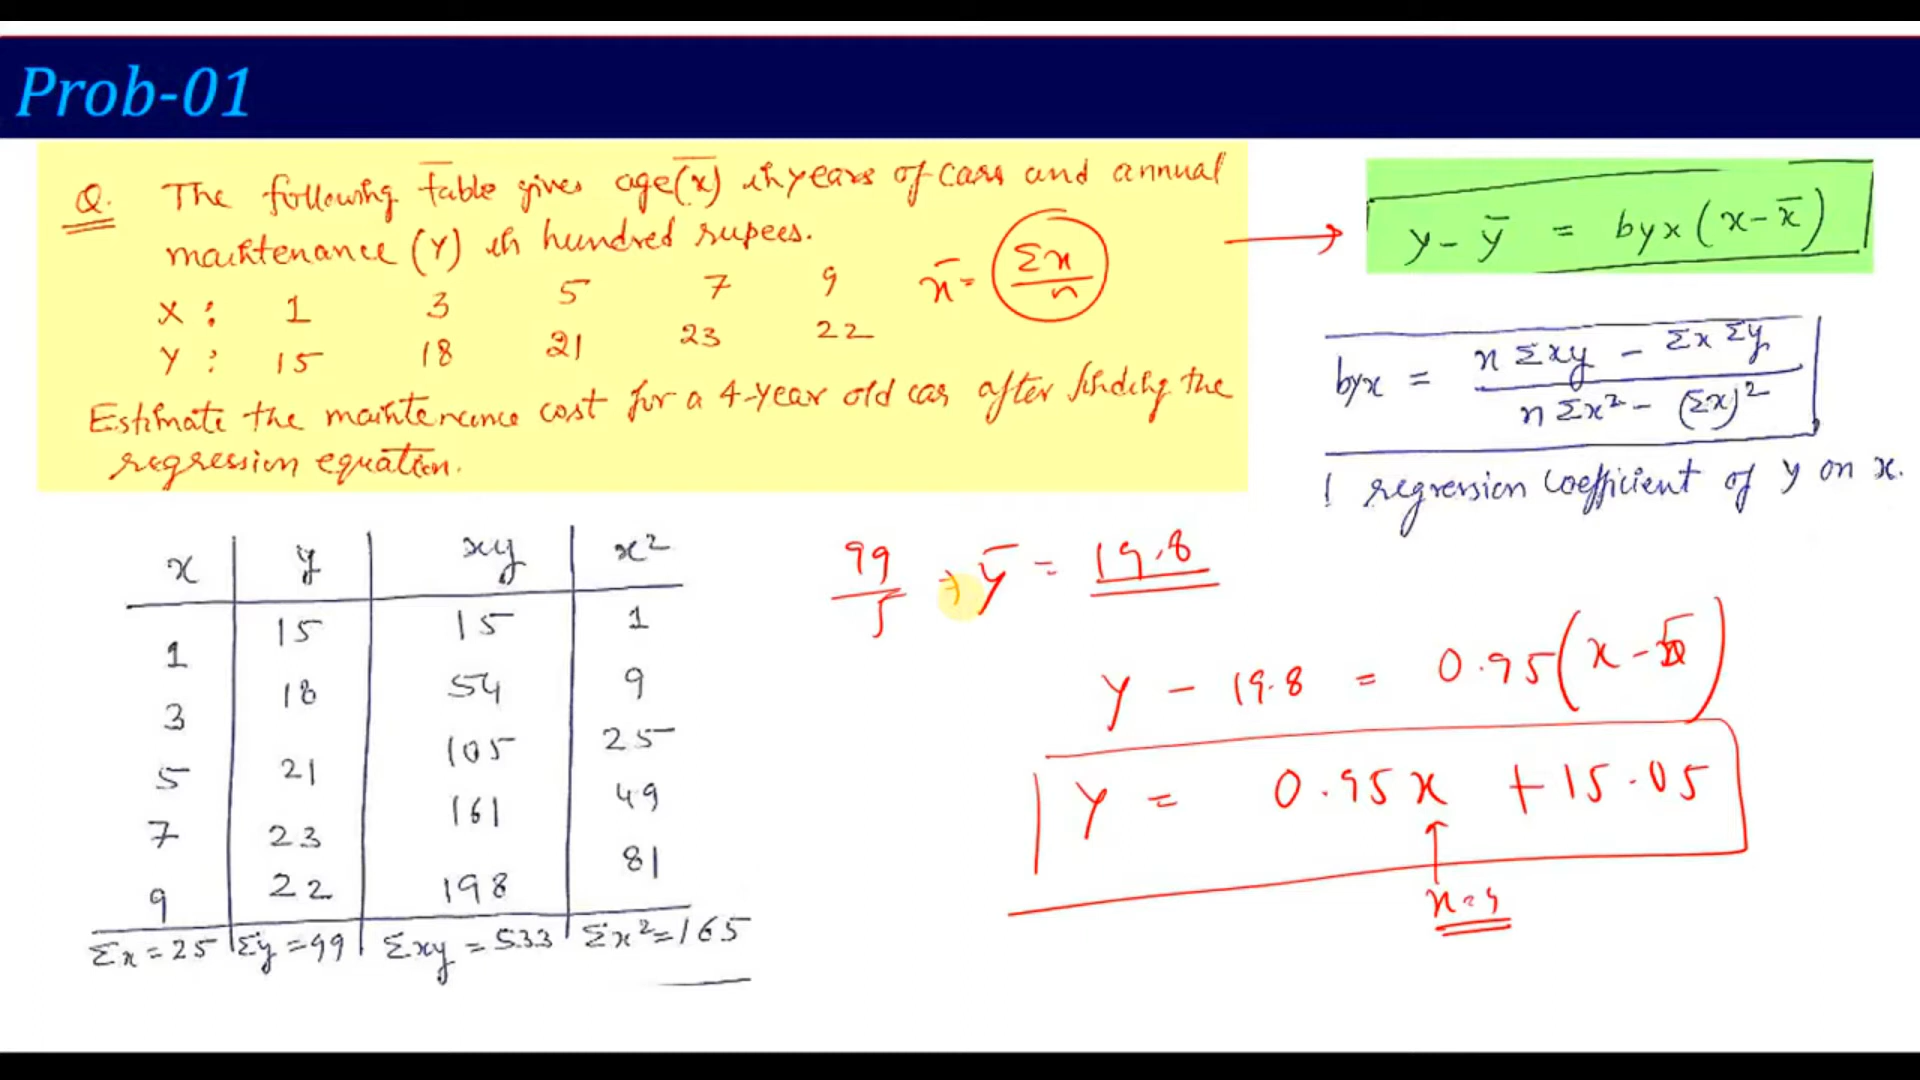 Prob-01
Q. The following table gives age (x) in years of cars and annual
maintenance (Y) in hundred rupees.
X : 1 3 5 7 9
Y : 15 18 21 23 22
Estimate the maintenance cost for a 4-year old car after finding the
regression equation.
x̄ = Σx / n
y - ȳ = byx (x - x̄)
byx = n Σxy - Σx Σy / n Σx² - (Σx)²
regression coefficient of y on x.
x y xy x²
1 15 15 1
3 18 54 9
5 21 105 25
7 23 161 49
9 22 198 81
Σx = 25 Σy = 99 Σxy = 533 Σx² = 165
99 / 5 → ȳ = 19.8
y - 19.8 = 0.95 (x - 5)
y = 0.95x + 15.05
x = 4